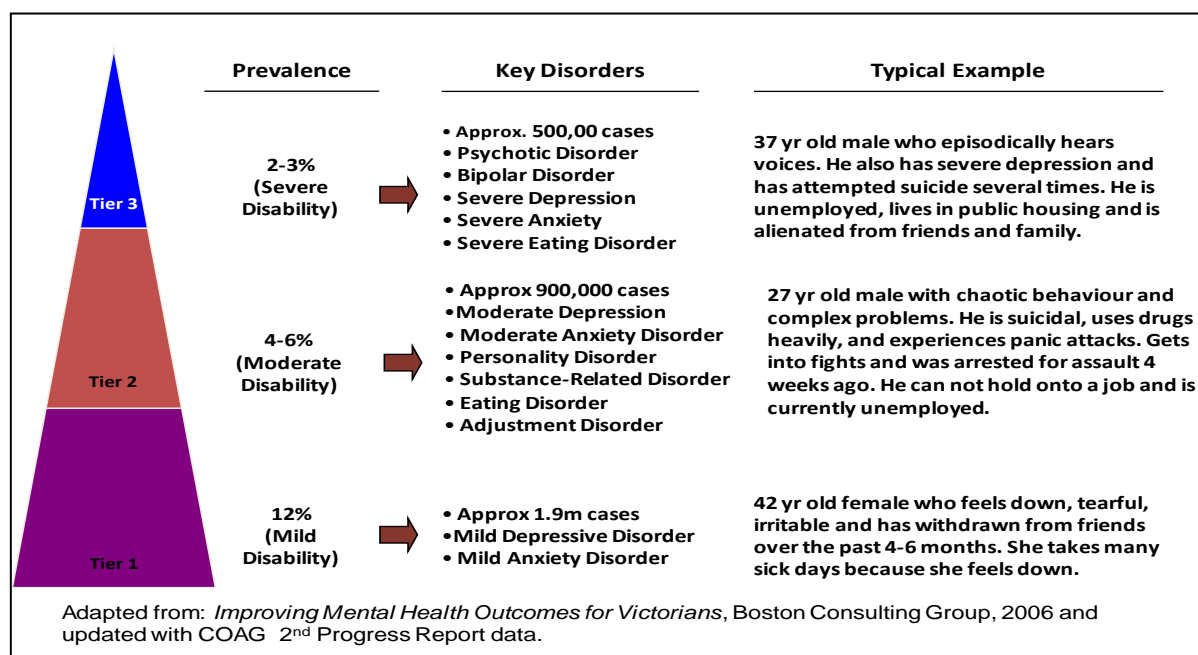 Prevalence
Key Disorders
Typical Example
Tier 3
2-3%
(Severe
Disability)
• Approx. 500,00 cases
• Psychotic Disorder
• Bipolar Disorder
• Severe Depression
• Severe Anxiety
• Severe Eating Disorder
37 yr old male who episodically hears
voices. He also has severe depression and
has attempted suicide several times. He is
unemployed, lives in public housing and is
alienated from friends and family.
Tier 2
4-6%
(Moderate
Disability)
• Approx 900,000 cases
•Moderate Depression
• Moderate Anxiety Disorder
• Personality Disorder
• Substance-Related Disorder
• Eating Disorder
• Adjustment Disorder
27 yr old male with chaotic behaviour and
complex problems. He is suicidal, uses drugs
heavily, and experiences panic attacks. Gets
into fights and was arrested for assault 4
weeks ago. He can not hold onto a job and is
currently unemployed.
Tier 1
12%
(Mild
Disability)
• Approx 1.9m cases
•Mild Depressive Disorder
• Mild Anxiety Disorder
42 yr old female who feels down, tearful,
irritable and has withdrawn from friends
over the past 4-6 months. She takes many
sick days because she feels down.
Adapted from: Improving Mental Health Outcomes for Victorians, Boston Consulting Group, 2006 and
updated with COAG 2nd Progress Report data.